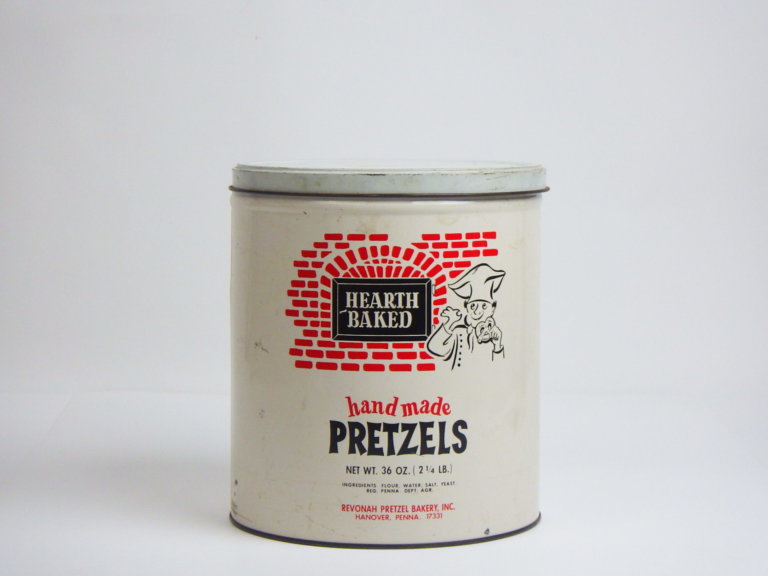 HEARTH
BAKED
hand made
PRETZELS
NET WT. 36 OZ. ( 2 1/4 LB.)
INGREDIENTS FLOUR, WATER, SALT, YEAST.
REG. PENNA. DEPT. AGR.
REVONAH PRETZEL BAKERY, INC.
HANOVER, PENNA. 17331